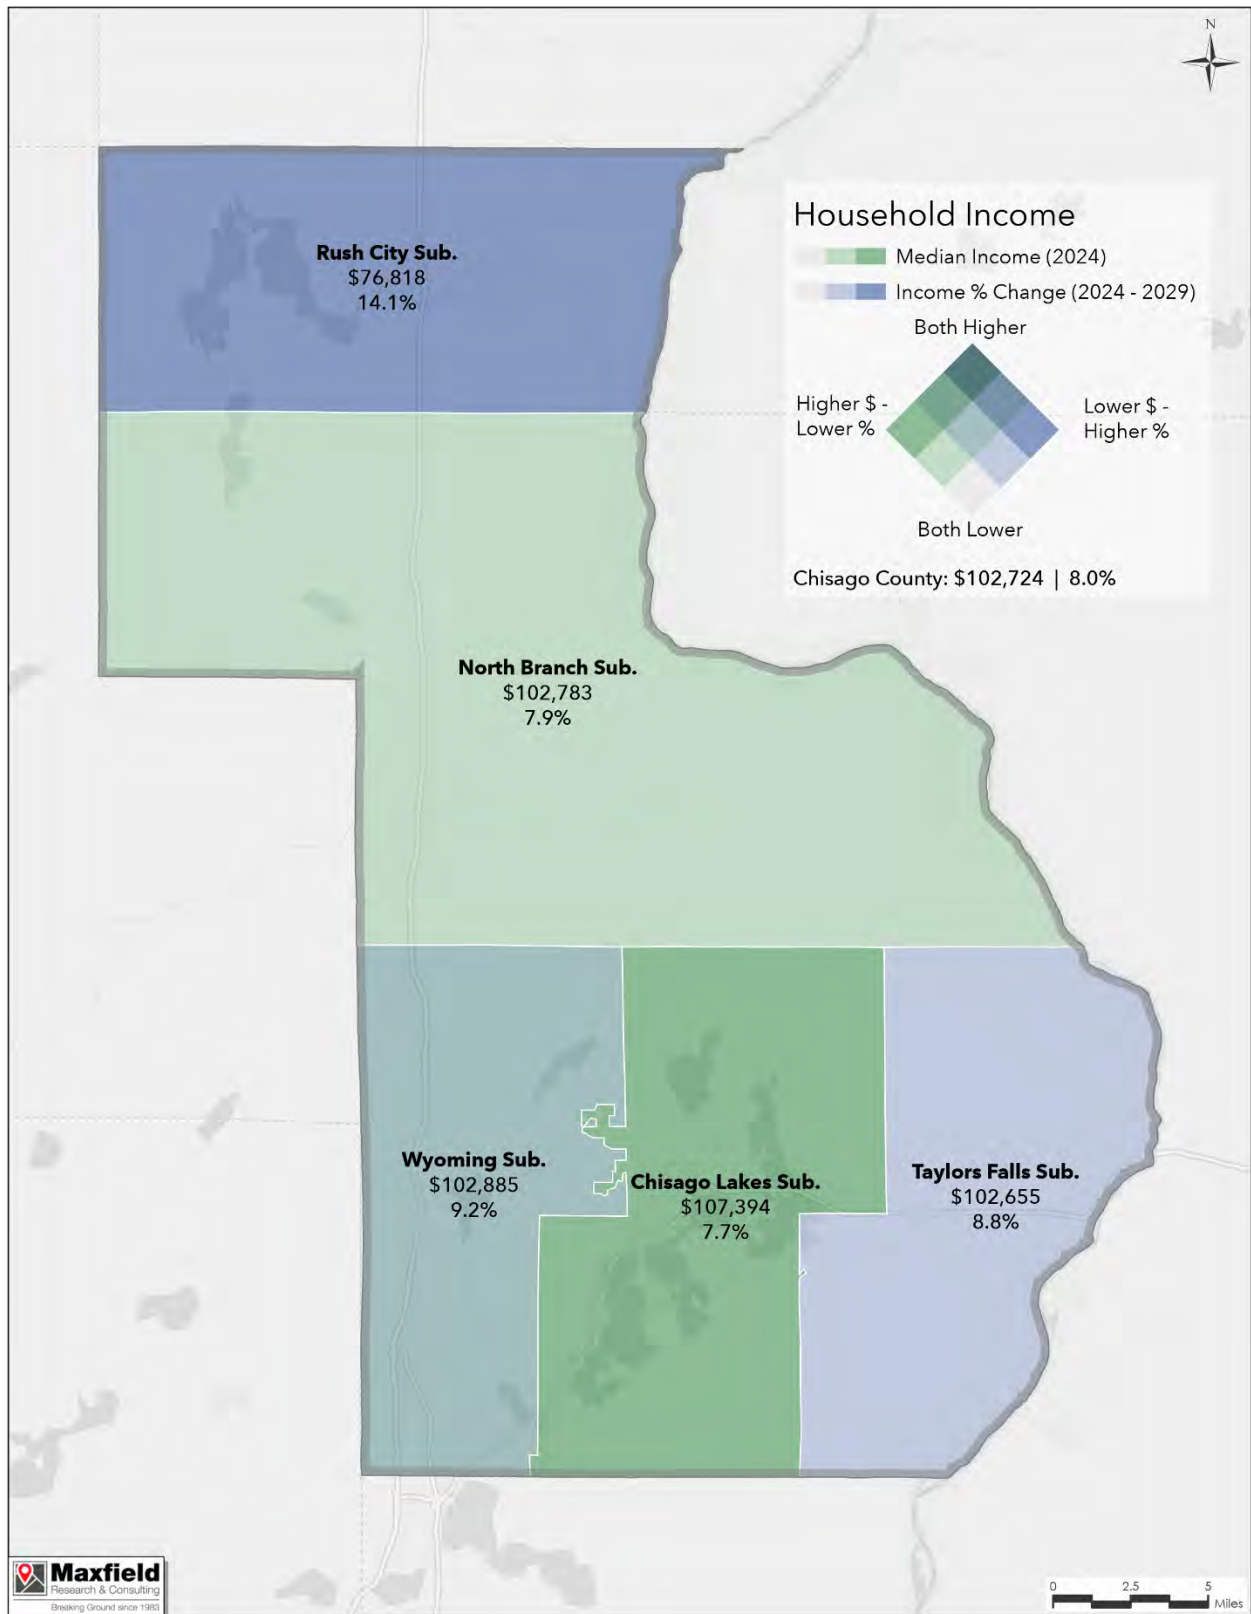 N
Household Income
Median Income (2024)
Income % Change (2024 - 2029)
Both Higher
Higher $ -
Lower %
Lower $ -
Higher %
Both Lower
Chisago County: $102,724 | 8.0%
Rush City Sub.
$76,818
14.1%
North Branch Sub.
$102,783
7.9%
Wyoming Sub.
$102,885
9.2%
Chisago Lakes Sub.
$107,394
7.7%
Taylors Falls Sub.
$102,655
8.8%
Maxfield
Research & Consulting
Breaking Ground since 1983
0 2.5 5
Miles